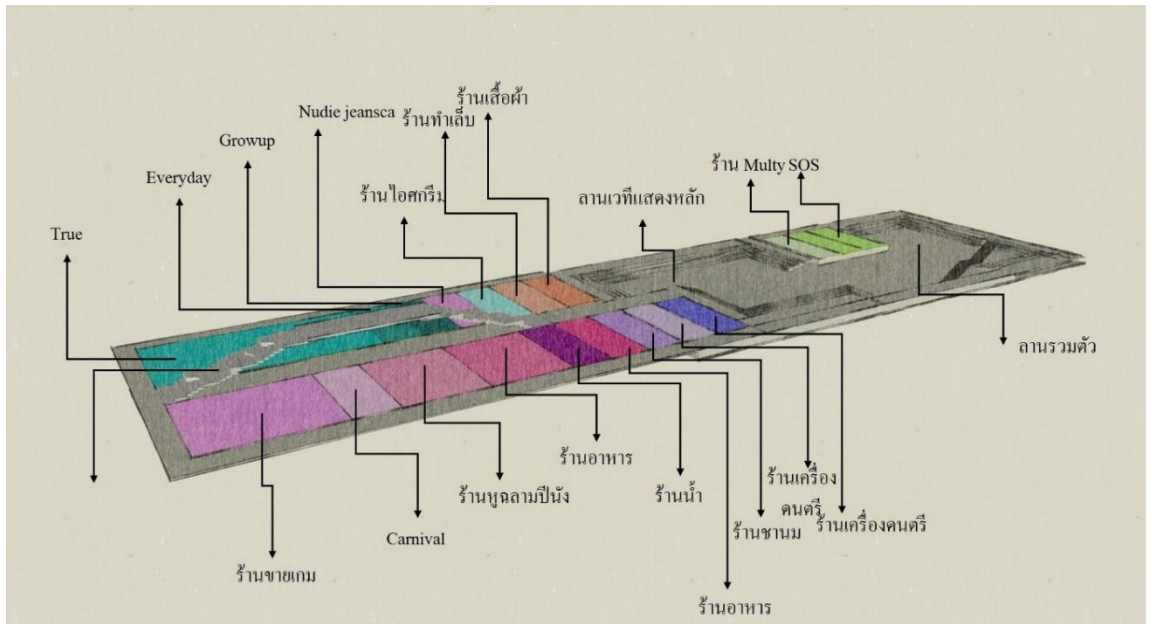 ร้านเสื้อผ้า
Nudie jeansca
ร้านทำเล็บ
Growup
Everyday
ร้าน Multy SOS
ร้านไอศกรีม
ลานเวทีแสดงหลัก
True
ลานรวมตัว
ร้านอาหาร
ร้านเครื่อง
ดนตรี
ร้านหูฉลามปีนัง
ร้านน้ำ
ร้านเครื่องดนตรี
ร้านชานม
Carnival
ร้านขายเกม
ร้านอาหาร